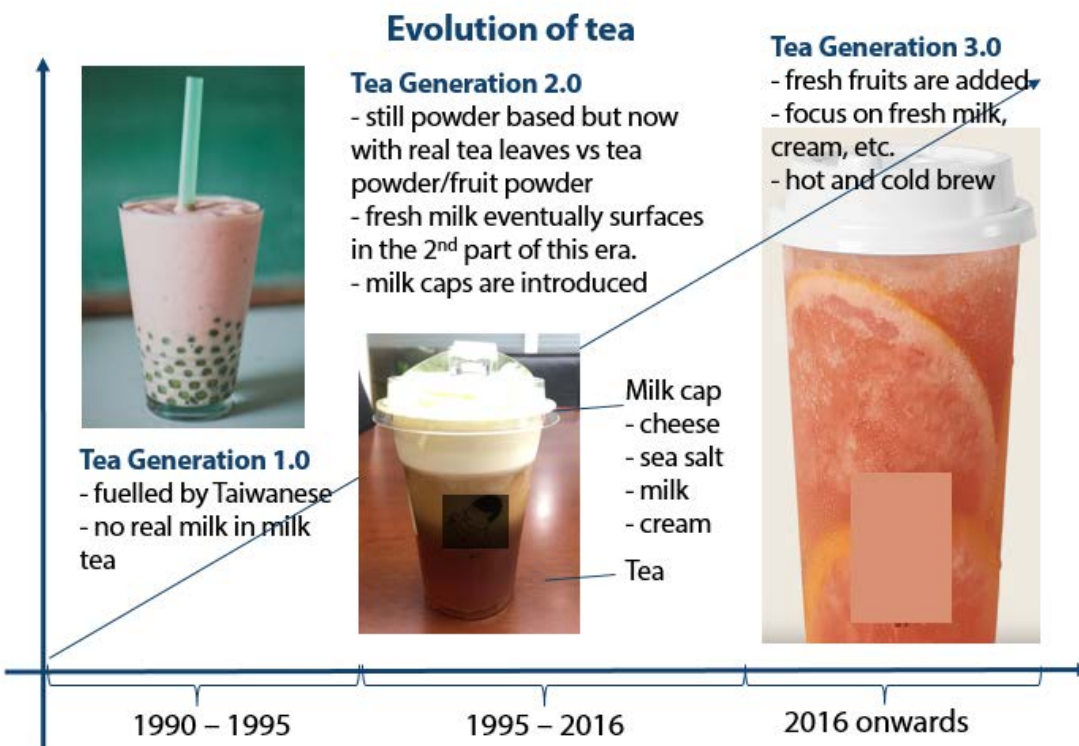 Evolution of tea
Tea Generation 1.0
- fuelled by Taiwanese
- no real milk in milk
tea
Tea Generation 2.0
- still powder based but now
with real tea leaves vs tea
powder/fruit powder
- fresh milk eventually surfaces
in the 2nd part of this era.
- milk caps are introduced
Milk cap
- cheese
- sea salt
- milk
- cream
Tea
Tea Generation 3.0
- fresh fruits are added
- focus on fresh milk,
cream, etc.
- hot and cold brew
1990 – 1995
1995 – 2016
2016 onwards